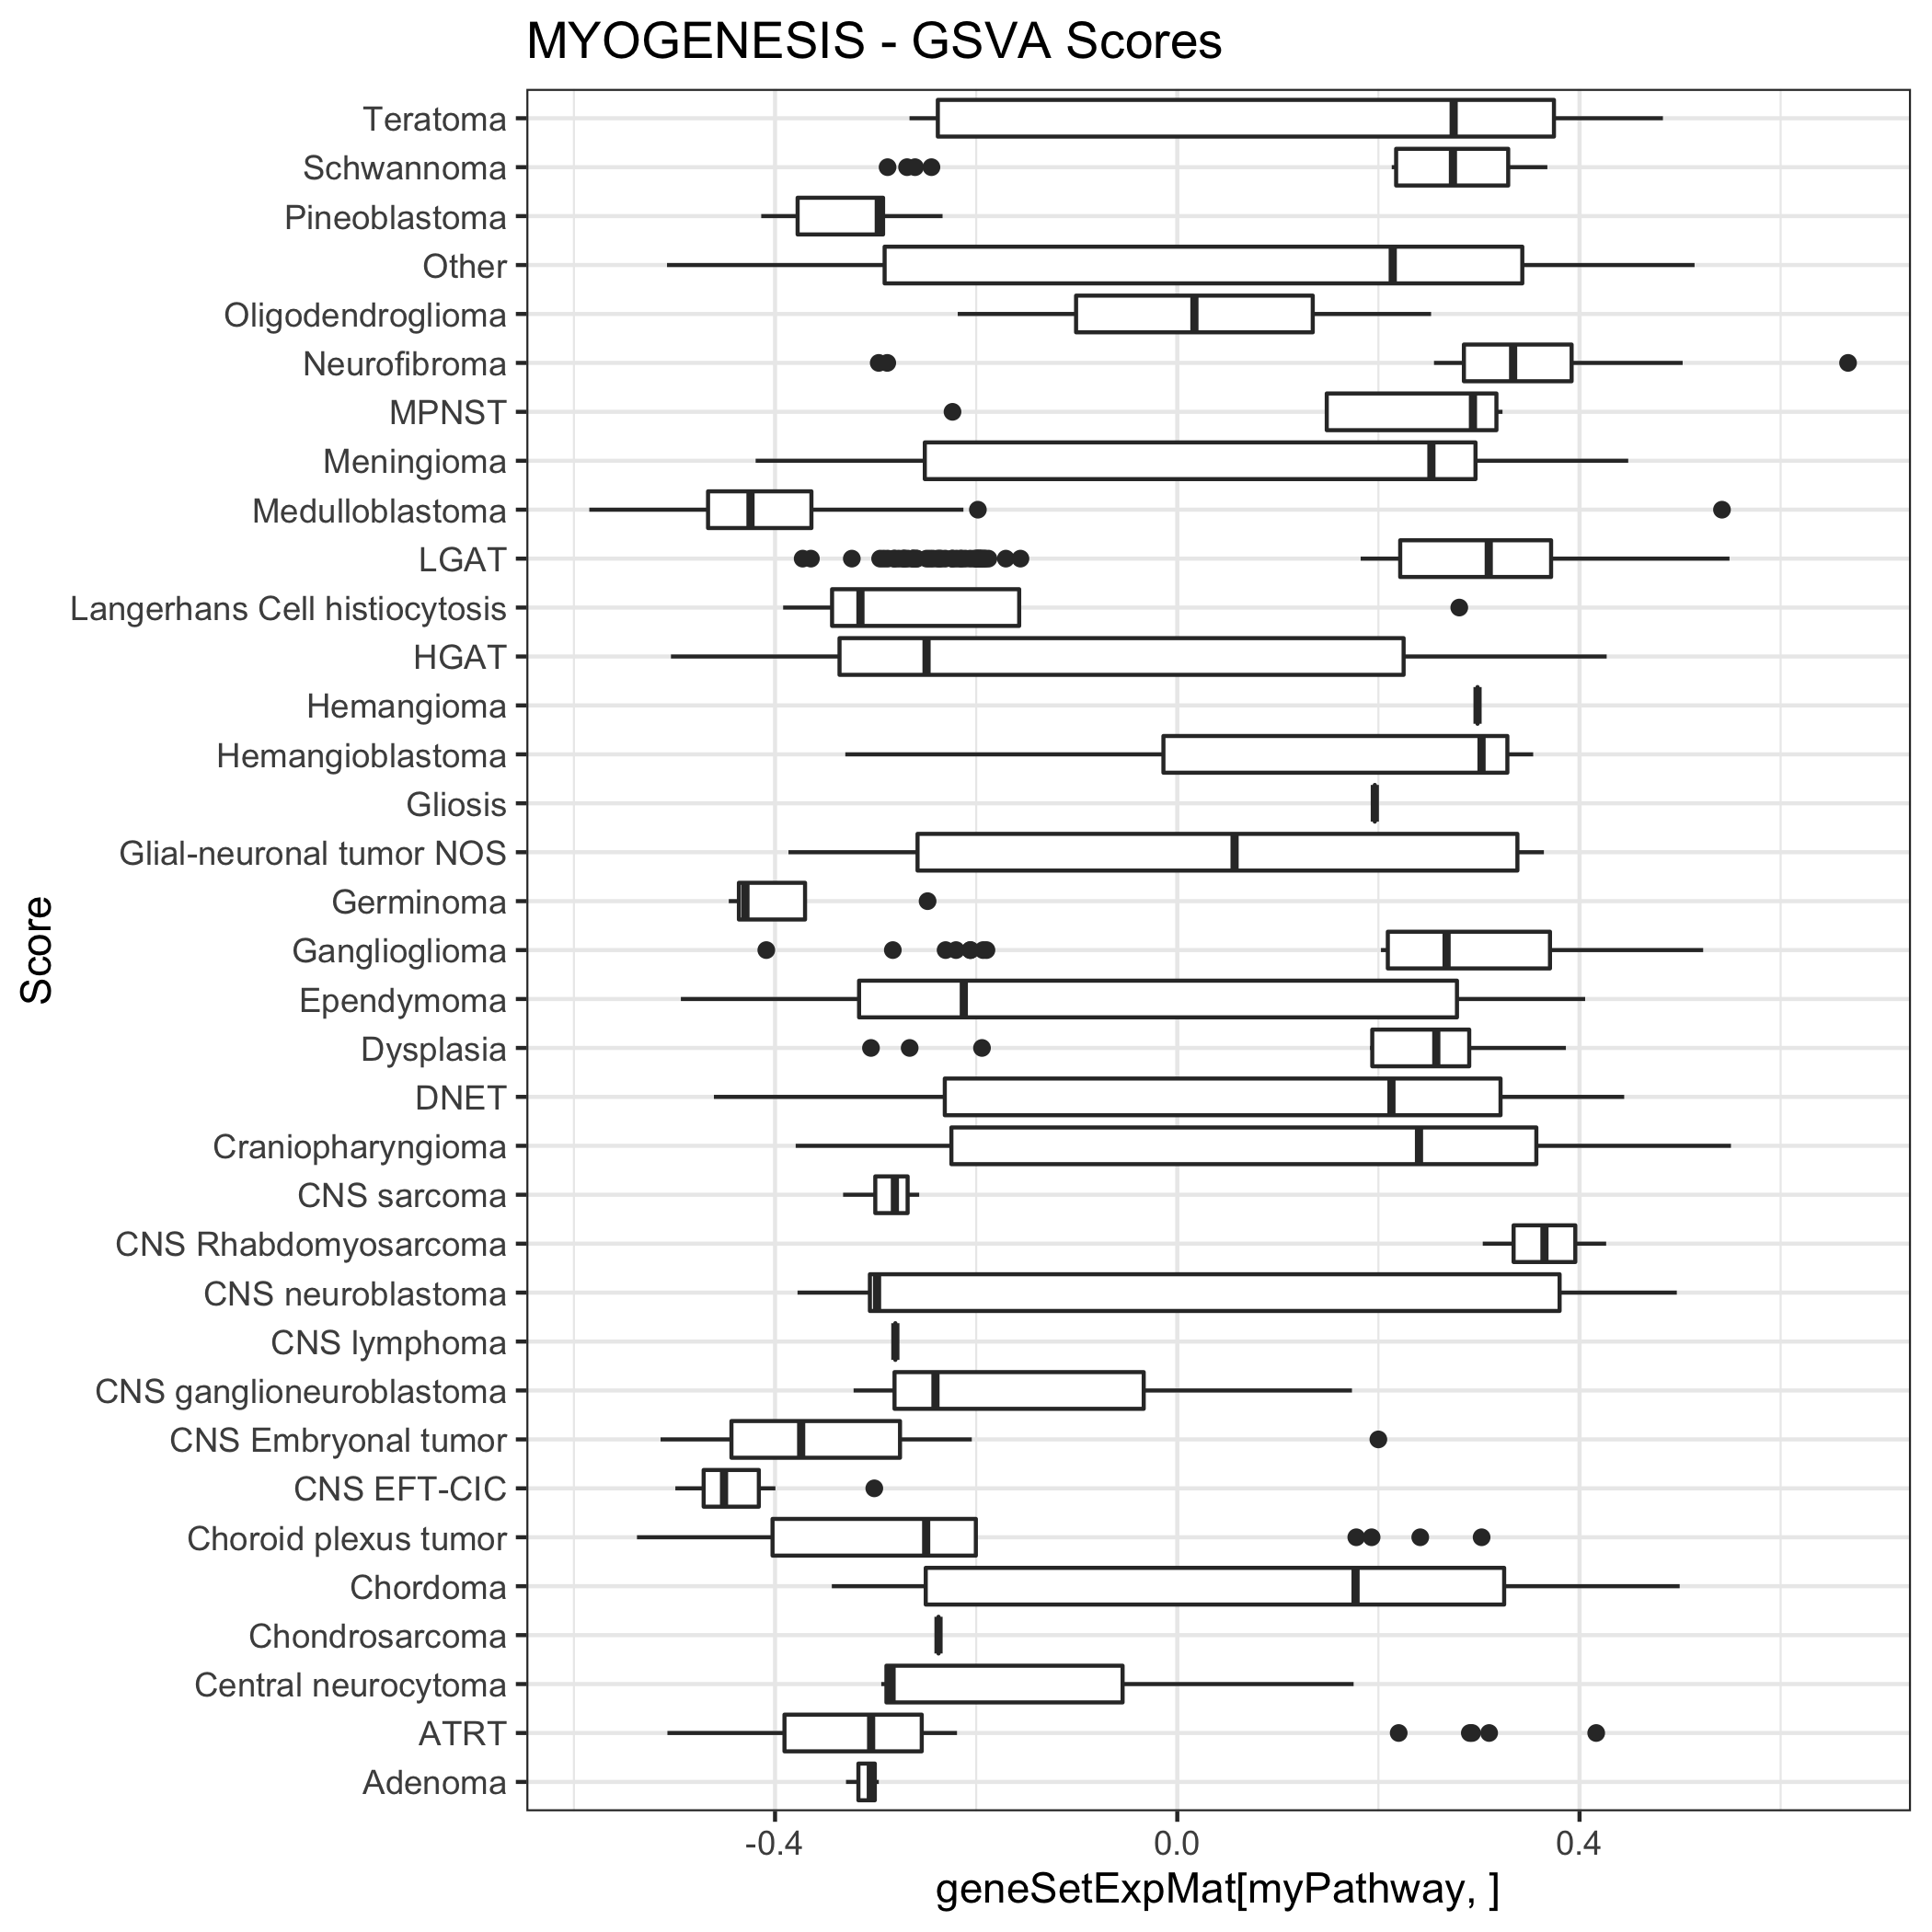 MYOGENESIS - GSVA Scores
Teratoma
Schwannoma
Pineoblastoma
Other
Oligodendroglioma
Neurofibroma
MPNST
Meningioma
Medulloblastoma
LGAT
Langerhans Cell histiocytosis
HGAT
Hemangioma
Hemangioblastoma
Gliosis
Glial-neuronal tumor NOS
Germinoma
Ganglioglioma
Ependymoma
Dysplasia
DNET
Craniopharyngioma
CNS sarcoma
CNS Rhabdomyosarcoma
CNS neuroblastoma
CNS lymphoma
CNS ganglioneuroblastoma
CNS Embryonal tumor
CNS EFT-CIC
Choroid plexus tumor
Chordoma
Chondrosarcoma
Central neurocytoma
ATRT
Adenoma
Score
-0.4 0.0 0.4
geneSetExpMat[myPathway, ]